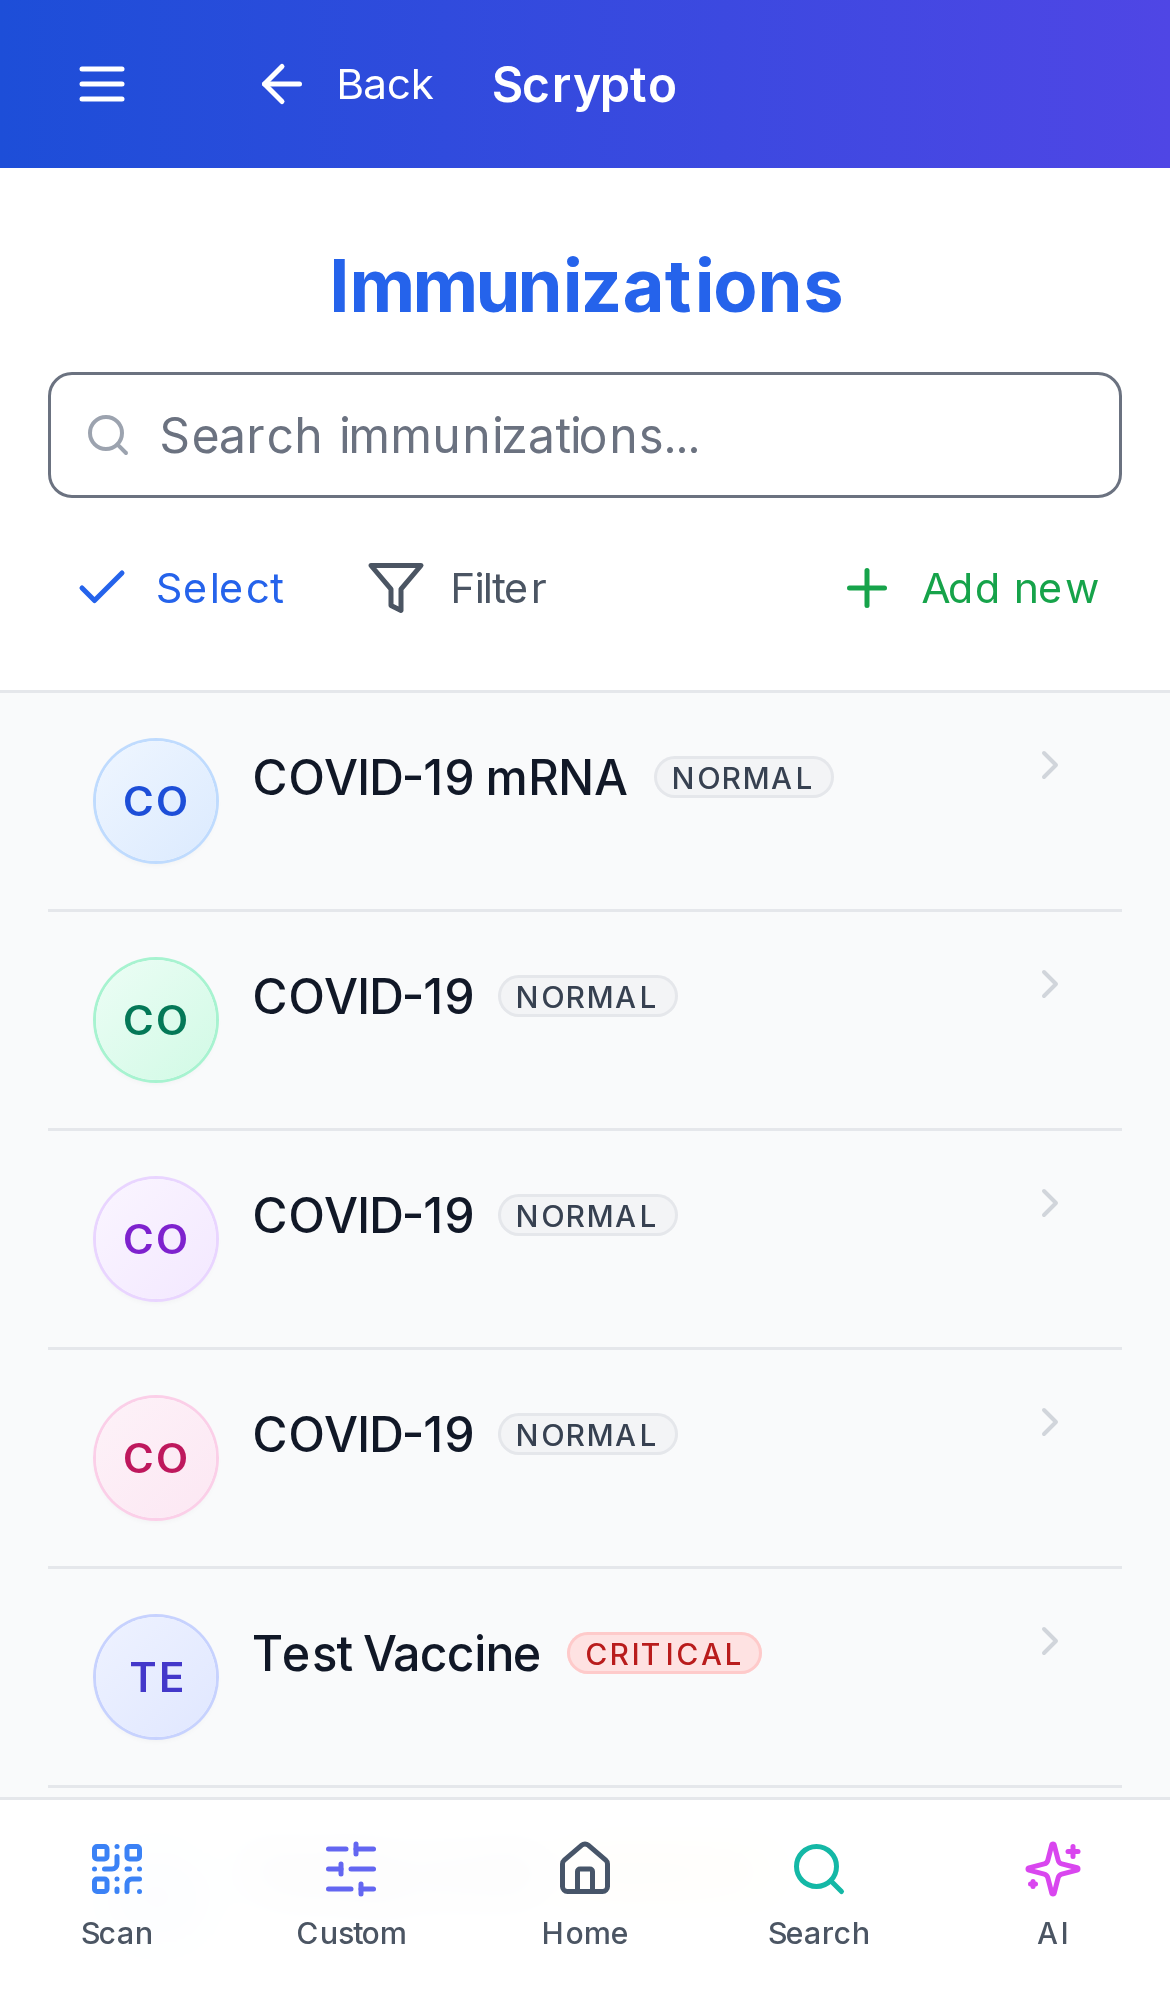 Back Scrypto
Immunizations
Search immunizations...
Select Filter Add new
CO COVID-19 mRNA NORMAL
CO COVID-19 NORMAL
CO COVID-19 NORMAL
CO COVID-19 NORMAL
TE Test Vaccine CRITICAL
Scan Custom Home Search AI